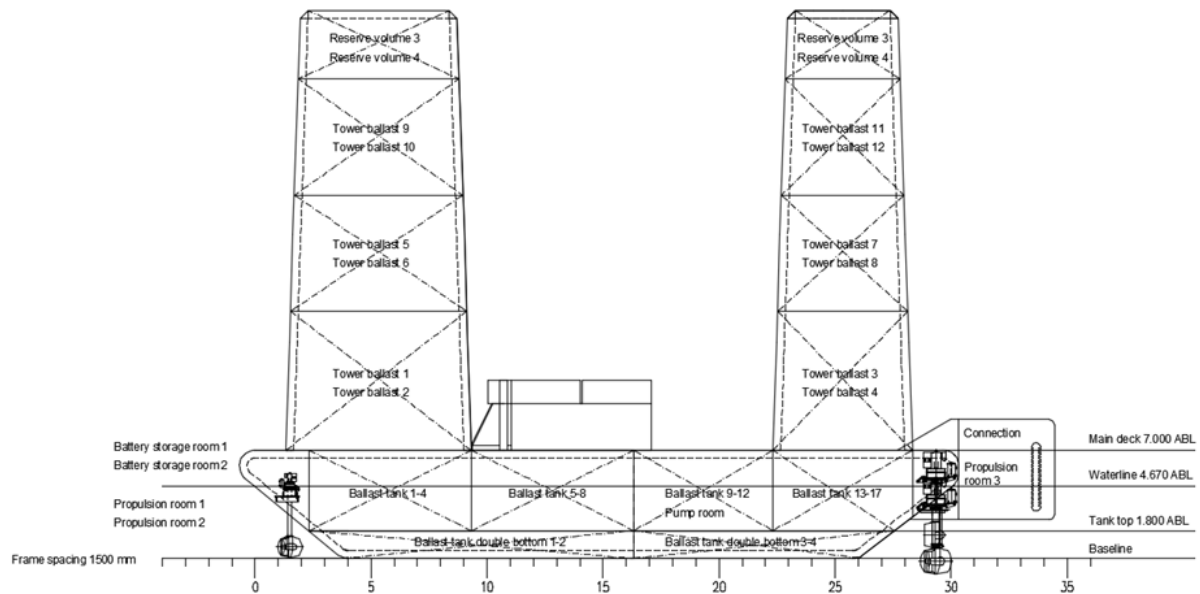 Reserve volume 3
Reserve volume 4
Reserve volume 3
Reserve volume 4
Tower ballast 9
Tower ballast 10
Tower ballast 11
Tower ballast 12
Tower ballast 5
Tower ballast 6
Tower ballast 7
Tower ballast 8
Tower ballast 1
Tower ballast 2
Tower ballast 3
Tower ballast 4
Battery storage room 1
Battery storage room 2
Connection
Main deck 7.000 ABL
Propulsion
room 3
Waterline 4.670 ABL
Propulsion room 1
Propulsion room 2
Ballast tank 1-4
Ballast tank 5-8
Ballast tank 9-12
Pump room
Ballast tank 13-17
Tank top 1.800 ABL
Ballast tank double bottom 1-2
Ballast tank double bottom 3-4
Baseline
Frame spacing 1500 mm
0 5 10 15 20 25 30 35